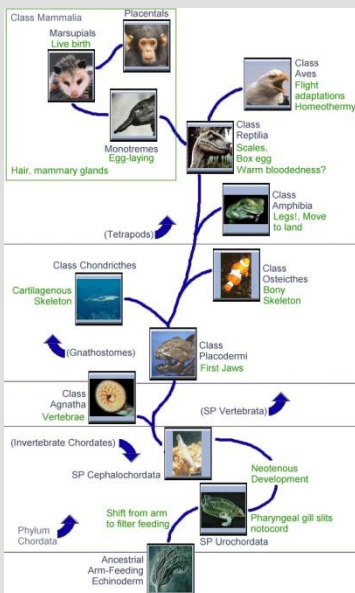 Class Mammalia
Placentals
Marsupials
Live birth
Monotremes
Egg-laying
Hair, mammary glands
Class
Aves
Flight
adaptations
Homeothermy
Class
Reptilia
Scales,
Box egg
Warm bloodedness?
Class
Amphibia
Legs!, Move
to land
(Tetrapods)
Class Chondricthes
Cartilagenous
Skeleton
Class
Osteicthes
Bony
Skeleton
(Gnathostomes)
Class
Placodermi
First Jaws
Class
Agnatha
Vertebrae
(SP Vertebrata)
(Invertebrate Chordates)
SP Cephalochordata
Neotenous
Development
Shift from arm
to filter feeding
Pharyngeal gill slits
notocord
SP Urochordata
Phylum
Chordata
Ancestral
Arm-Feeding
Echinoderm